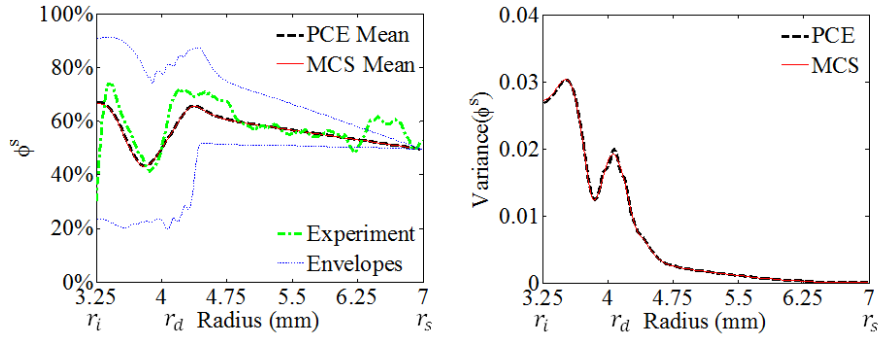 100%
80%
60%
40%
20%
0%
ϕˢ
PCE Mean
MCS Mean
Experiment
Envelopes
3.25 4 4.75 5.5 6.25 7
rᵢ r_d Radius (mm) rₛ
0.04
0.03
0.02
0.01
0
Variance(ϕˢ)
PCE
MCS
3.25 4 4.75 5.5 6.25 7
rᵢ r_d Radius (mm) rₛ